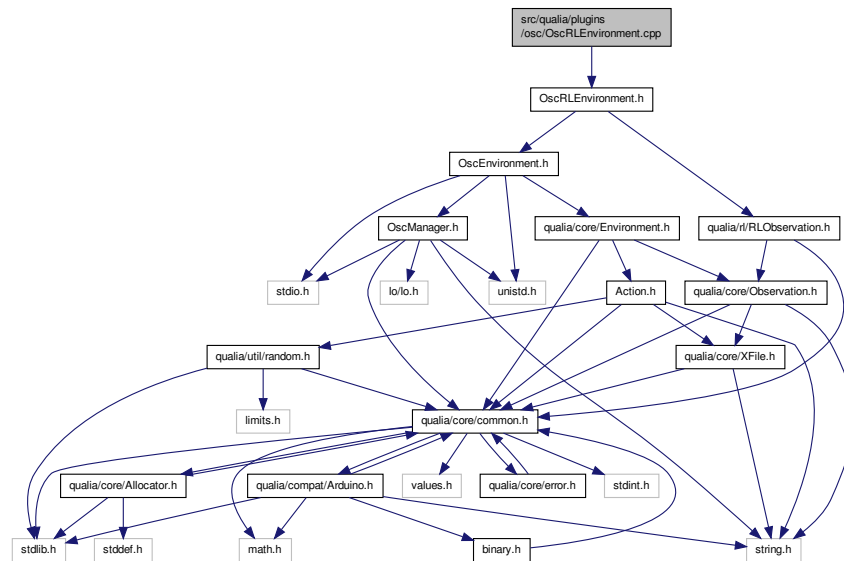 src/qualia/plugins
/osc/OscRLEnvironment.cpp
OscRLEnvironment.h
OscEnvironment.h
OscManager.h
qualia/core/Environment.h
qualia/rl/RLObservation.h
stdio.h
lo/lo.h
unistd.h
Action.h
qualia/core/Observation.h
qualia/util/random.h
qualia/core/XFile.h
limits.h
qualia/core/common.h
qualia/core/Allocator.h
qualia/compat/Arduino.h
values.h
qualia/core/error.h
stdint.h
stdlib.h
stddef.h
math.h
binary.h
string.h